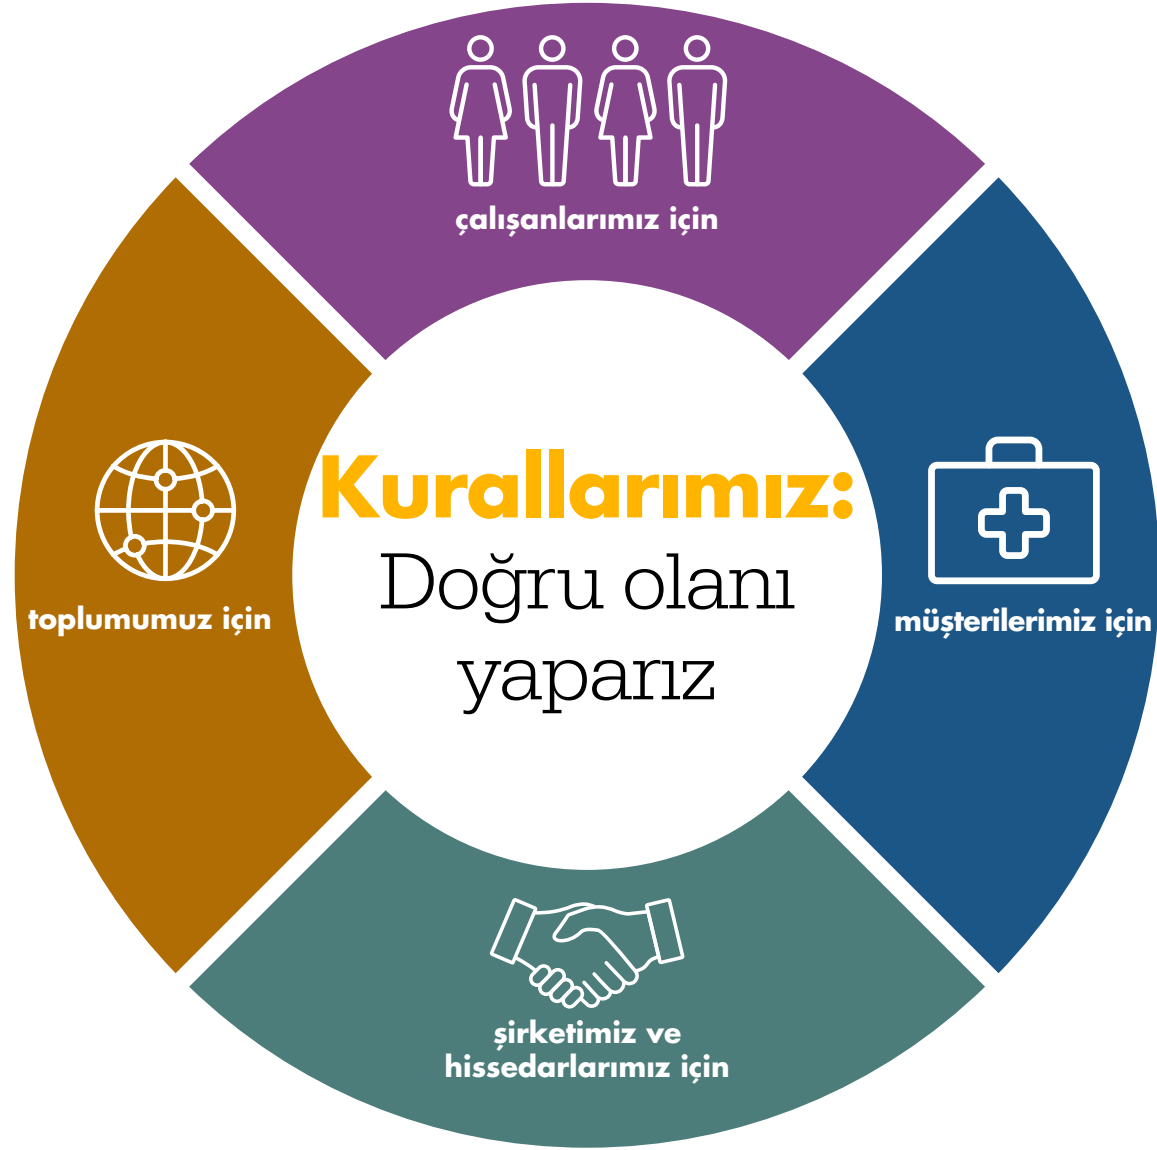 çalışanlarımız için
Kurallarımız:
Doğru olanı
yaparız
toplumumuz için
müşterilerimiz için
şirketimiz ve
hissedarlarımız için